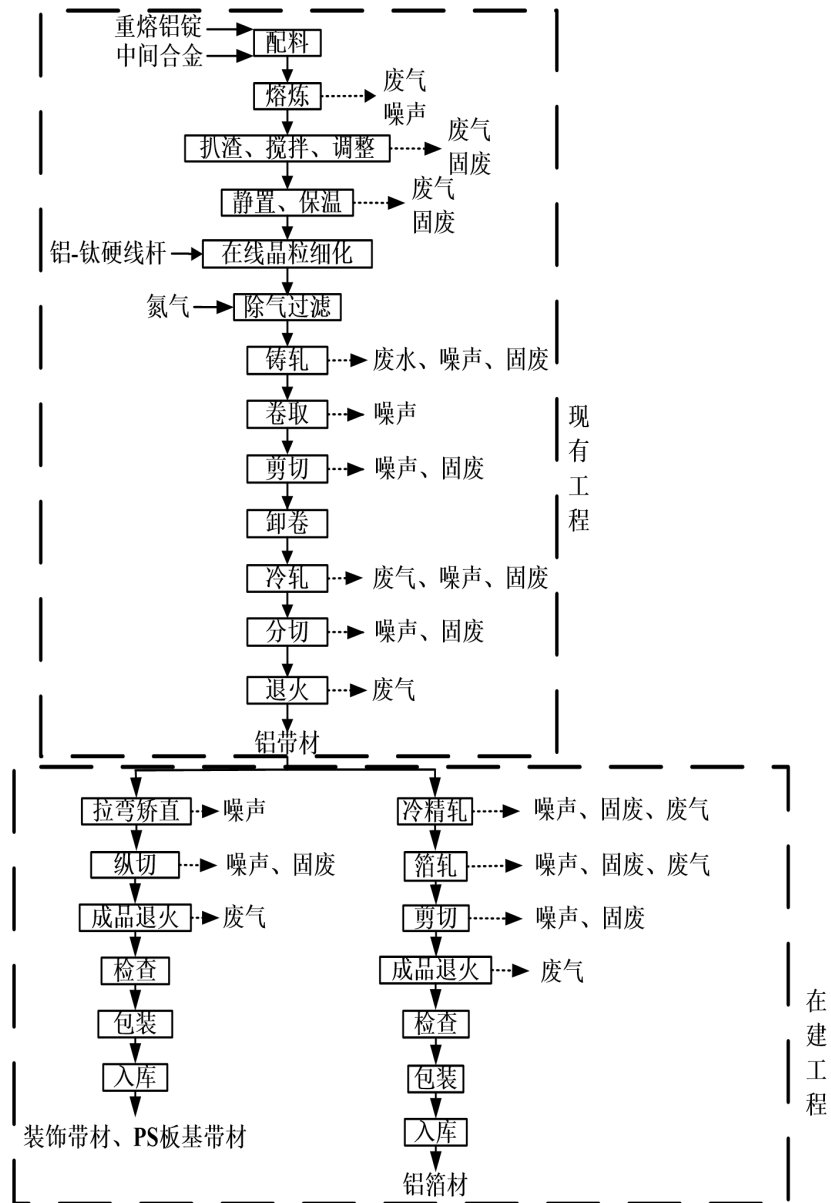 重熔铝锭
中间合金
配料
熔炼
废气
噪声
扒渣、搅拌、调整
废气
固废
静置、保温
废气
固废
铝-钛硬线杆
在线晶粒细化
氮气
除气过滤
铸轧
废水、噪声、固废
卷取
噪声
剪切
噪声、固废
卸卷
冷轧
废气、噪声、固废
分切
噪声、固废
退火
废气
铝带材
现
有
工
程
拉弯矫直
噪声
纵切
噪声、固废
成品退火
废气
检查
包装
入库
装饰带材、PS板基带材
冷精轧
噪声、固废、废气
箔轧
噪声、固废、废气
剪切
噪声、固废
成品退火
废气
检查
包装
入库
铝箔材
在
建
工
程